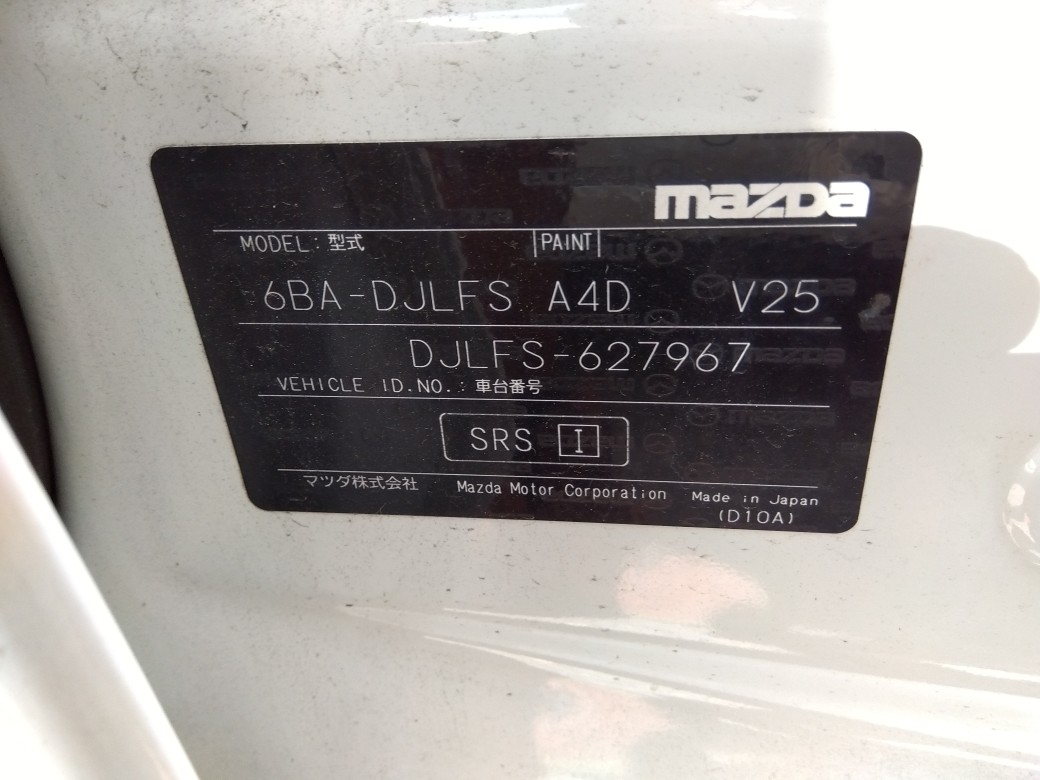 mazda
MODEL: 型式 PAINT
6BA-DJLFS A4D V25
DJLFS-627967
VEHICLE ID.NO.: 車台番号
SRS I
マツダ株式会社 Mazda Motor Corporation Made in Japan
(D10A)